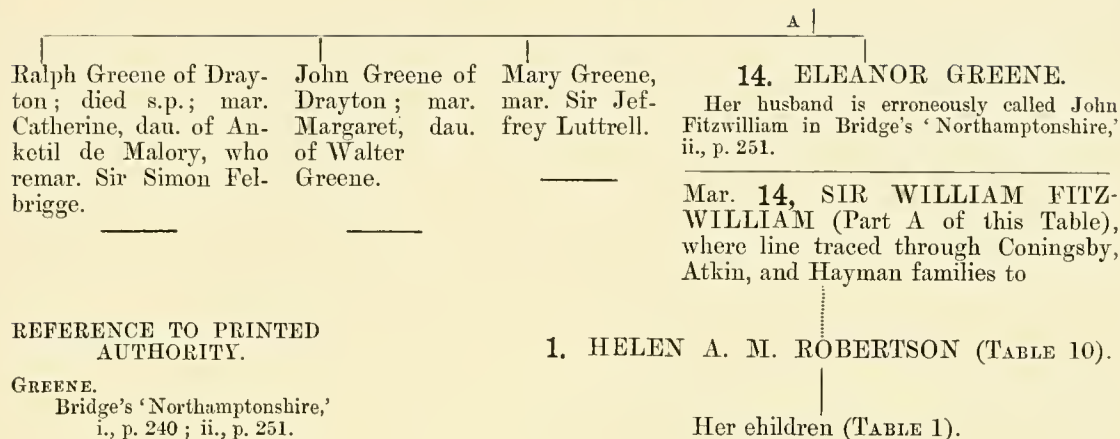 A
Ralph Greene of Dray-
ton; died s.p.; mar.
Catherine, dau. of An-
ketil de Malory, who
remar. Sir Simon Fel-
brigge.
John Greene of
Drayton; mar.
Margaret, dau.
of Walter
Greene.
Mary Greene,
mar. Sir Jef-
frey Luttrell.
14. ELEANOR GREENE.
Her husband is erroneously called John
Fitzwilliam in Bridge's 'Northamptonshire,'
ii., p. 251.
Mar. 14, SIR WILLIAM FITZ-
WILLIAM (Part A of this Table),
where line traced through Coningsby,
Atkin, and Hayman families to
1. HELEN A. M. ROBERTSON (TABLE 10).
Her children (TABLE 1).
REFERENCE TO PRINTED
AUTHORITY.
GREENE.
Bridge's 'Northamptonshire,'
i., p. 240; ii., p. 251.